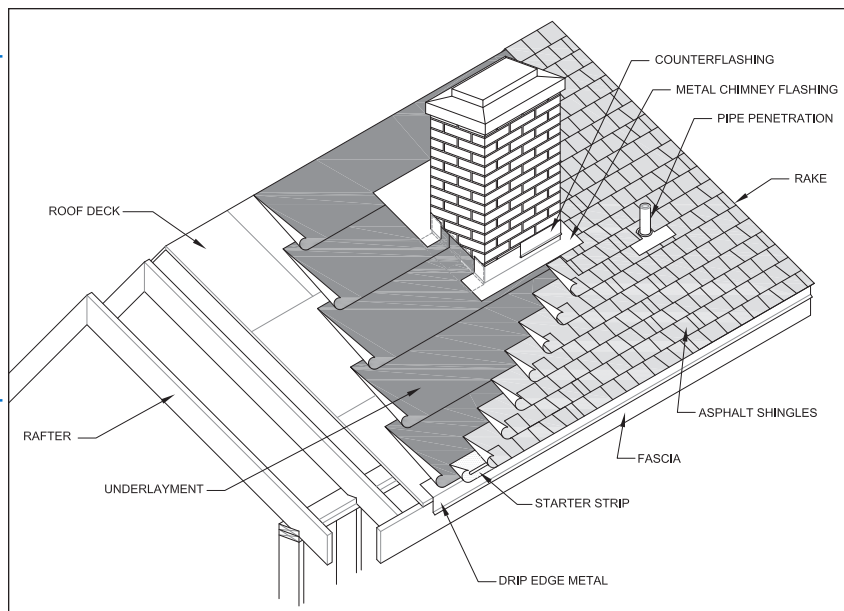 COUNTERFLASHING
METAL CHIMNEY FLASHING
PIPE PENETRATION
RAKE
ROOF DECK
ASPHALT SHINGLES
RAFTER
FASCIA
UNDERLAYMENT
STARTER STRIP
DRIP EDGE METAL